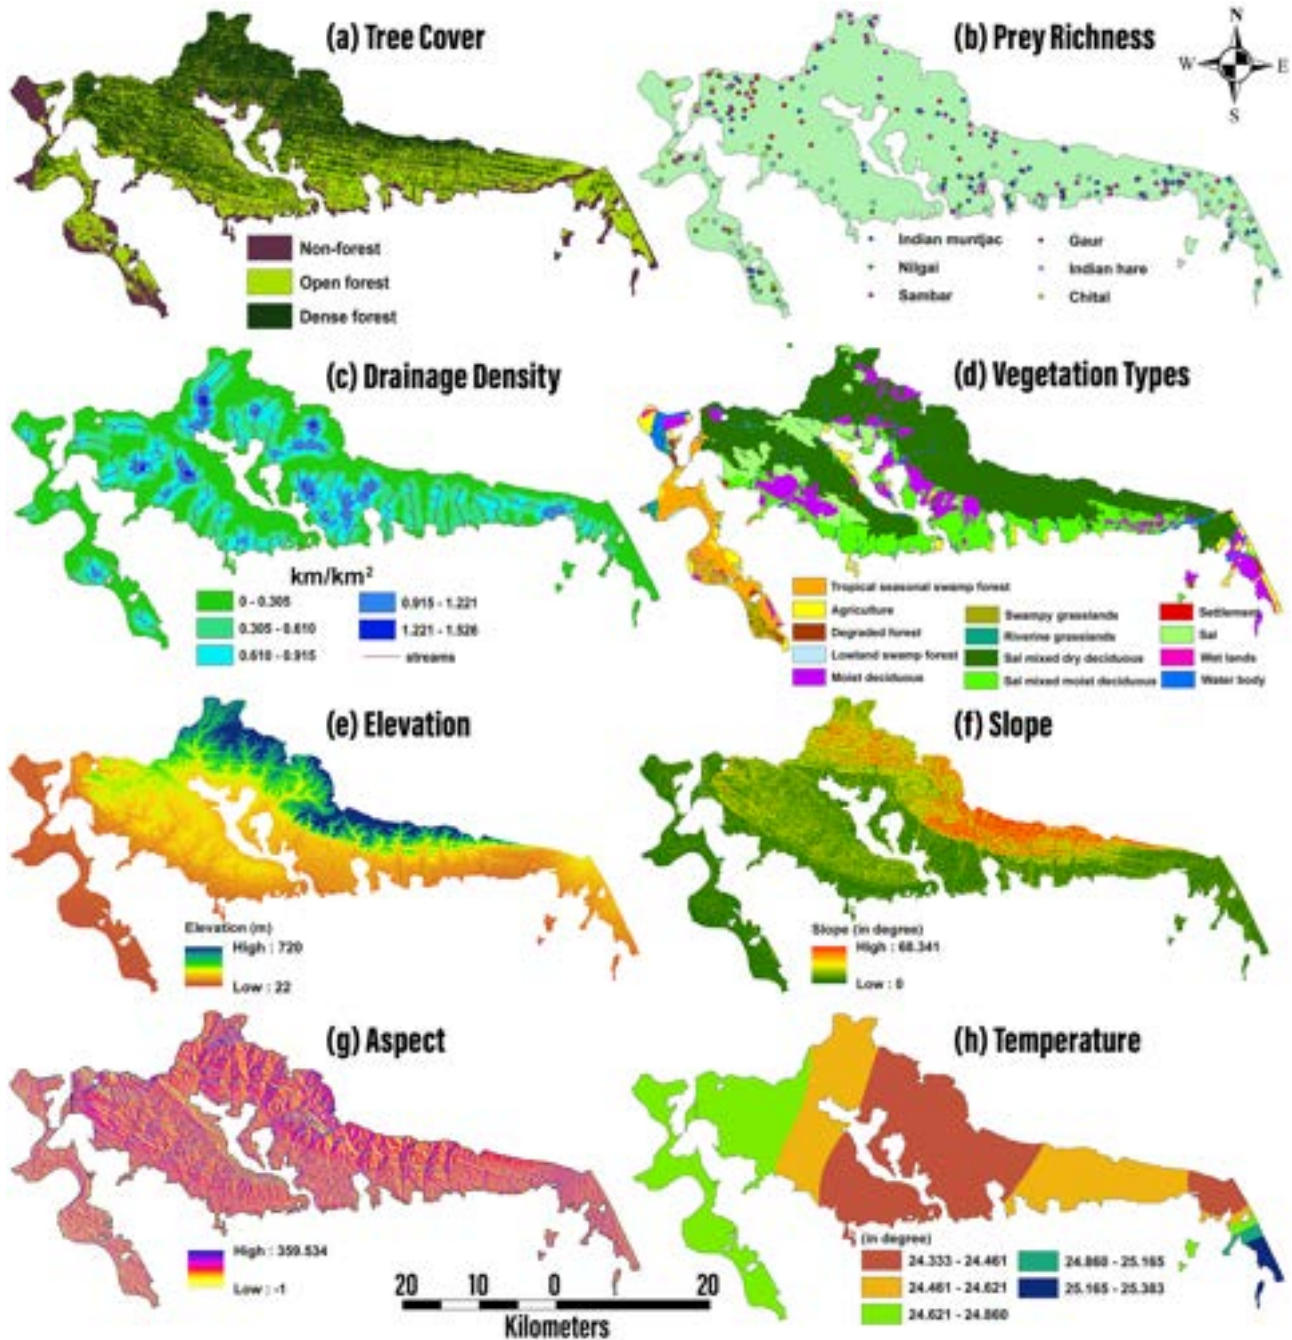 (a) Tree Cover
Non-forest
Open forest
Dense forest
(b) Prey Richness
N
W E
S
Indian muntjac Gaur
Nilgai Indian hare
Sambar Chital
(c) Drainage Density
km/km²
0 - 0.305 0.915 - 1.221
0.305 - 0.610 1.221 - 1.526
0.610 - 0.915 streams
(d) Vegetation Types
Tropical seasonal swamp forest
Agriculture Swampy grasslands Settlement
Degraded forest Riverine grasslands Sal
Lowland swamp forest Sal mixed dry deciduous Wet lands
Moist deciduous Sal mixed moist deciduous Water body
(e) Elevation
Elevation (m)
High : 720
Low : 22
(f) Slope
Slope (in degree)
High : 68.341
Low : 0
(g) Aspect
High : 359.534
Low : -1
20 10 0 20
Kilometers
(h) Temperature
(in degree)
24.333 - 24.461 24.860 - 25.165
24.461 - 24.621 25.165 - 25.383
24.621 - 24.860